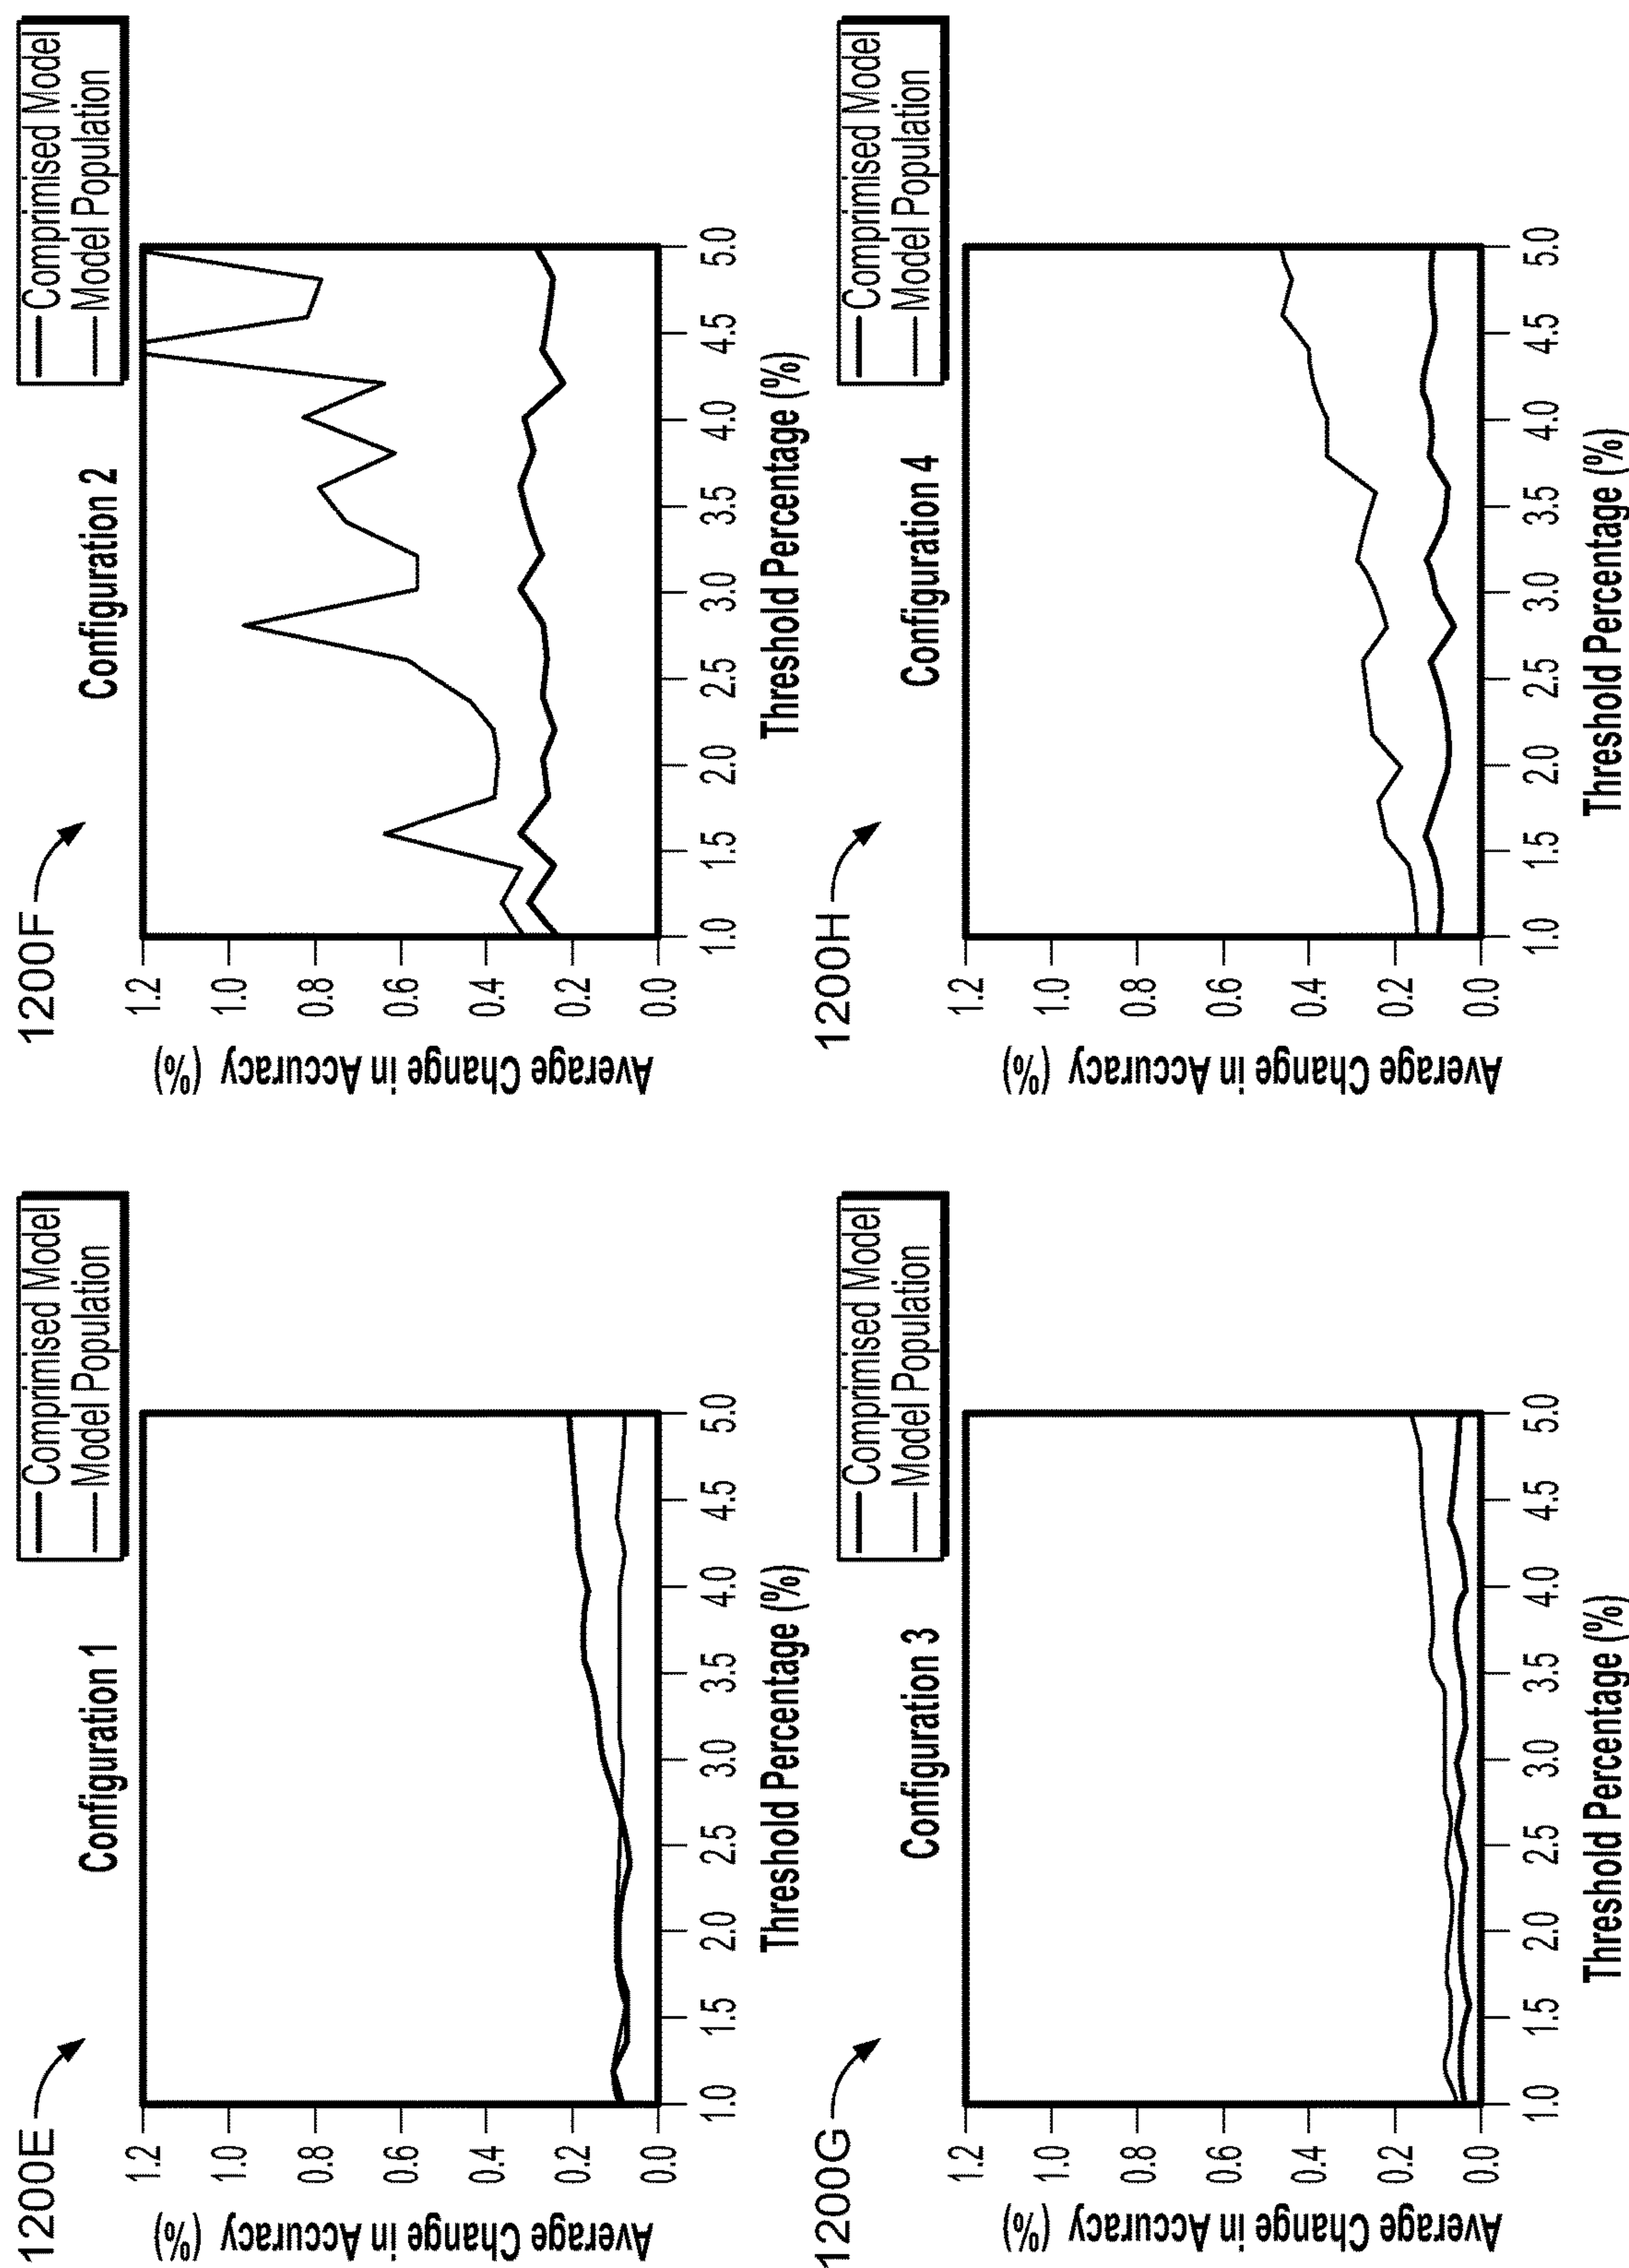 1200E
Configuration 1
Comprimised Model
Model Population
Average Change in Accuracy (%)
1.2
1.0
0.8
0.6
0.4
0.2
0.0
1.0 1.5 2.0 2.5 3.0 3.5 4.0 4.5 5.0
Threshold Percentage (%)
1200F
Configuration 2
Comprimised Model
Model Population
Average Change in Accuracy (%)
1.2
1.0
0.8
0.6
0.4
0.2
0.0
1.0 1.5 2.0 2.5 3.0 3.5 4.0 4.5 5.0
Threshold Percentage (%)
1200G
Configuration 3
Comprimised Model
Model Population
Average Change in Accuracy (%)
1.2
1.0
0.8
0.6
0.4
0.2
0.0
1.0 1.5 2.0 2.5 3.0 3.5 4.0 4.5 5.0
Threshold Percentage (%)
1200H
Configuration 4
Comprimised Model
Model Population
Average Change in Accuracy (%)
1.2
1.0
0.8
0.6
0.4
0.2
0.0
1.0 1.5 2.0 2.5 3.0 3.5 4.0 4.5 5.0
Threshold Percentage (%)